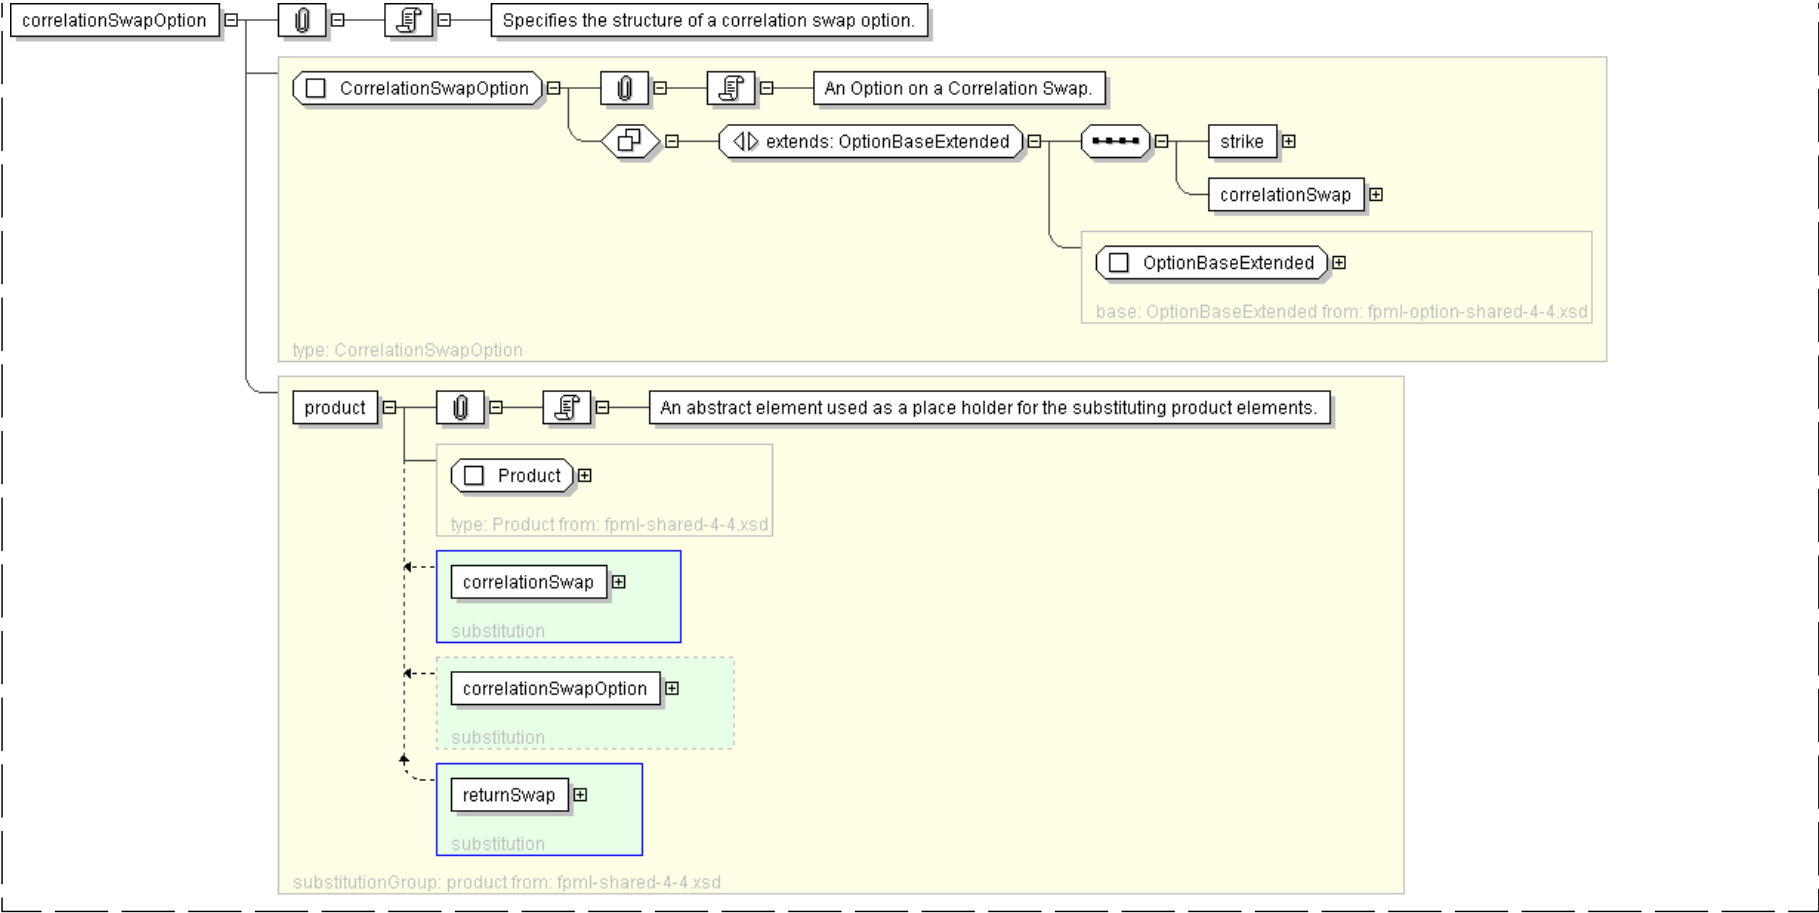 correlationSwapOption
Specifies the structure of a correlation swap option.
CorrelationSwapOption
An Option on a Correlation Swap.
extends: OptionBaseExtended
strike
correlationSwap
OptionBaseExtended
base: OptionBaseExtended from: fpml-option-shared-4-4.xsd
type: CorrelationSwapOption
product
An abstract element used as a place holder for the substituting product elements.
Product
type: Product from: fpml-shared-4-4.xsd
correlationSwap
substitution
correlationSwapOption
substitution
returnSwap
substitution
substitutionGroup: product from: fpml-shared-4-4.xsd